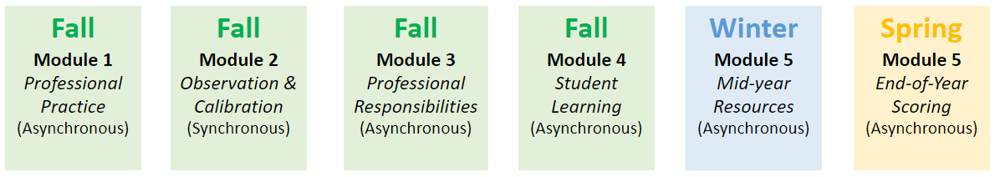 Fall
Module 1
Professional
Practice
(Asynchronous)
Fall
Module 2
Observation &
Calibration
(Synchronous)
Fall
Module 3
Professional
Responsibilities
(Asynchronous)
Fall
Module 4
Student
Learning
(Asynchronous)
Winter
Module 5
Mid-year
Resources
(Asynchronous)
Spring
Module 5
End-of-Year
Scoring
(Asynchronous)